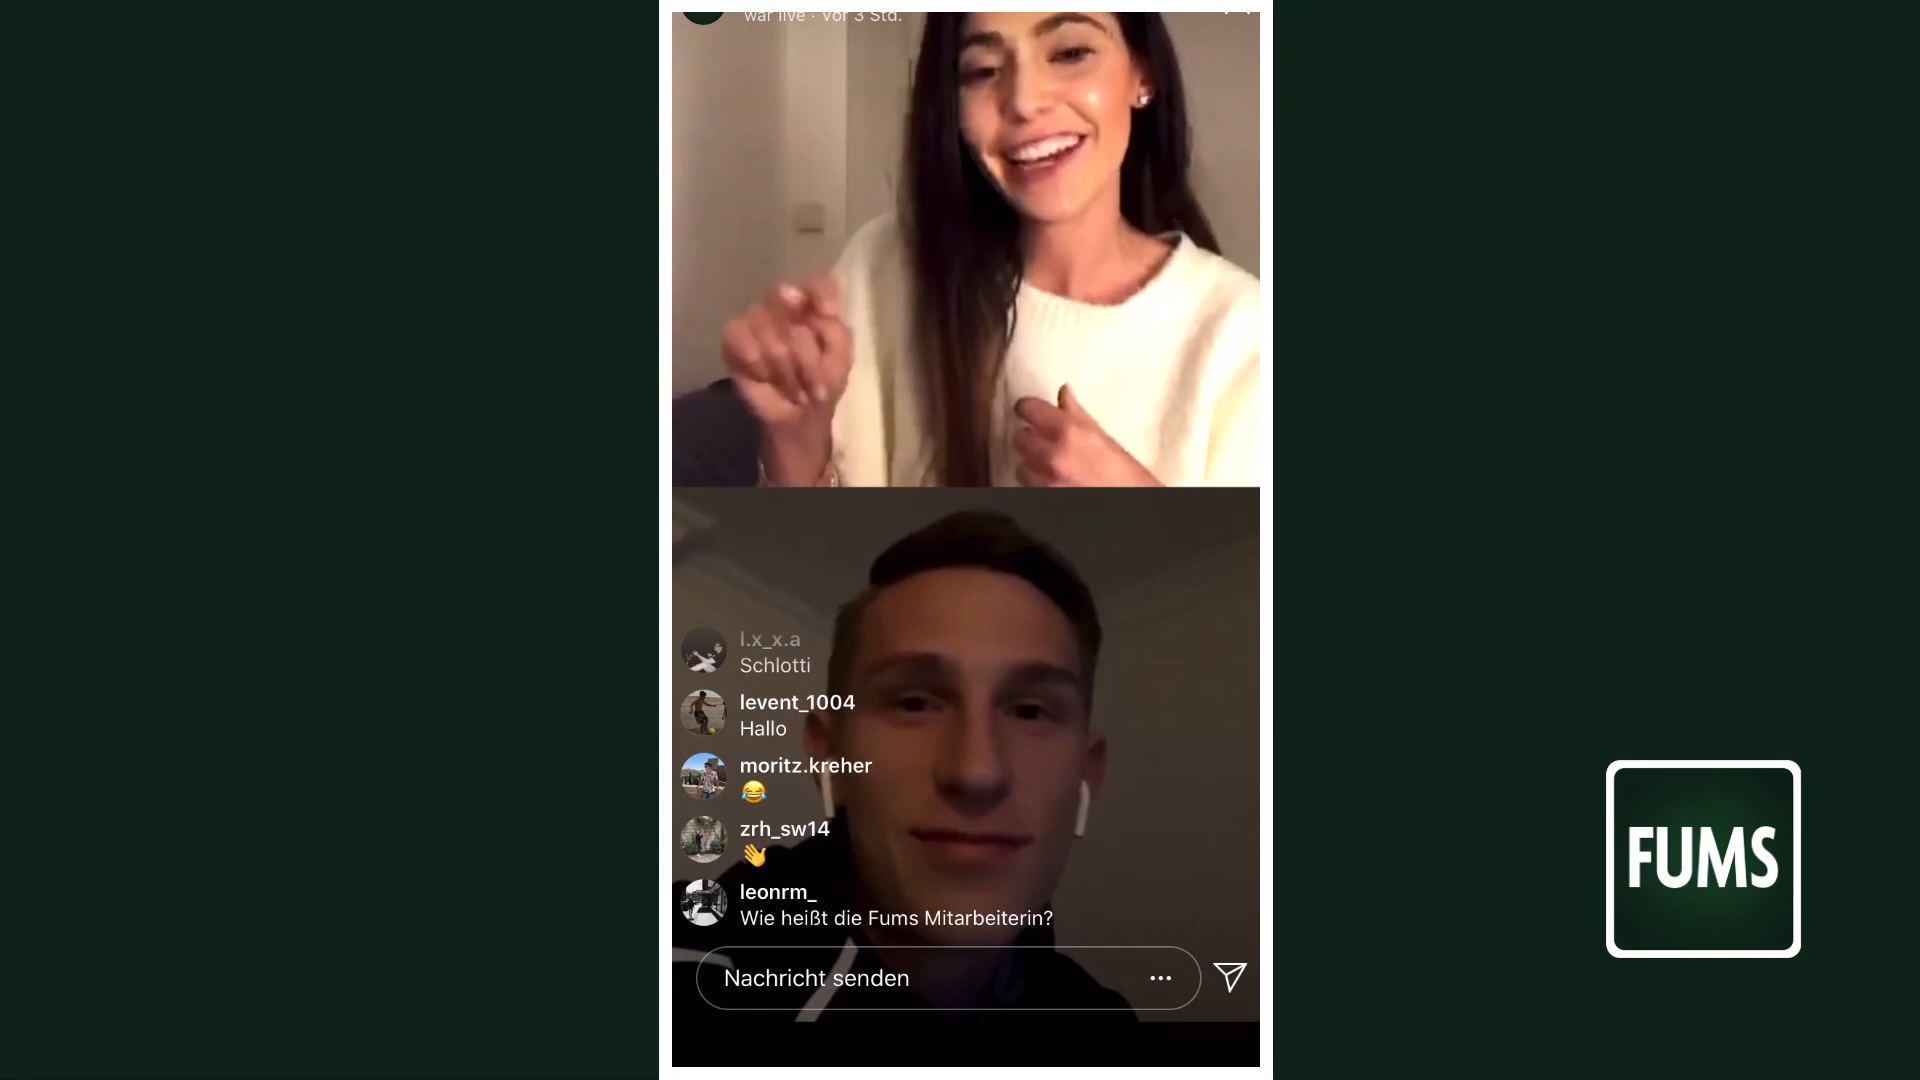 war live · Vor 3 Std.
l.x_x.a
Schlotti
levent_1004
Hallo
moritz.kreher
😂
zrh_sw14
👋
leonrm_
Wie heißt die Fums Mitarbeiterin?
Nachricht senden
FUMS